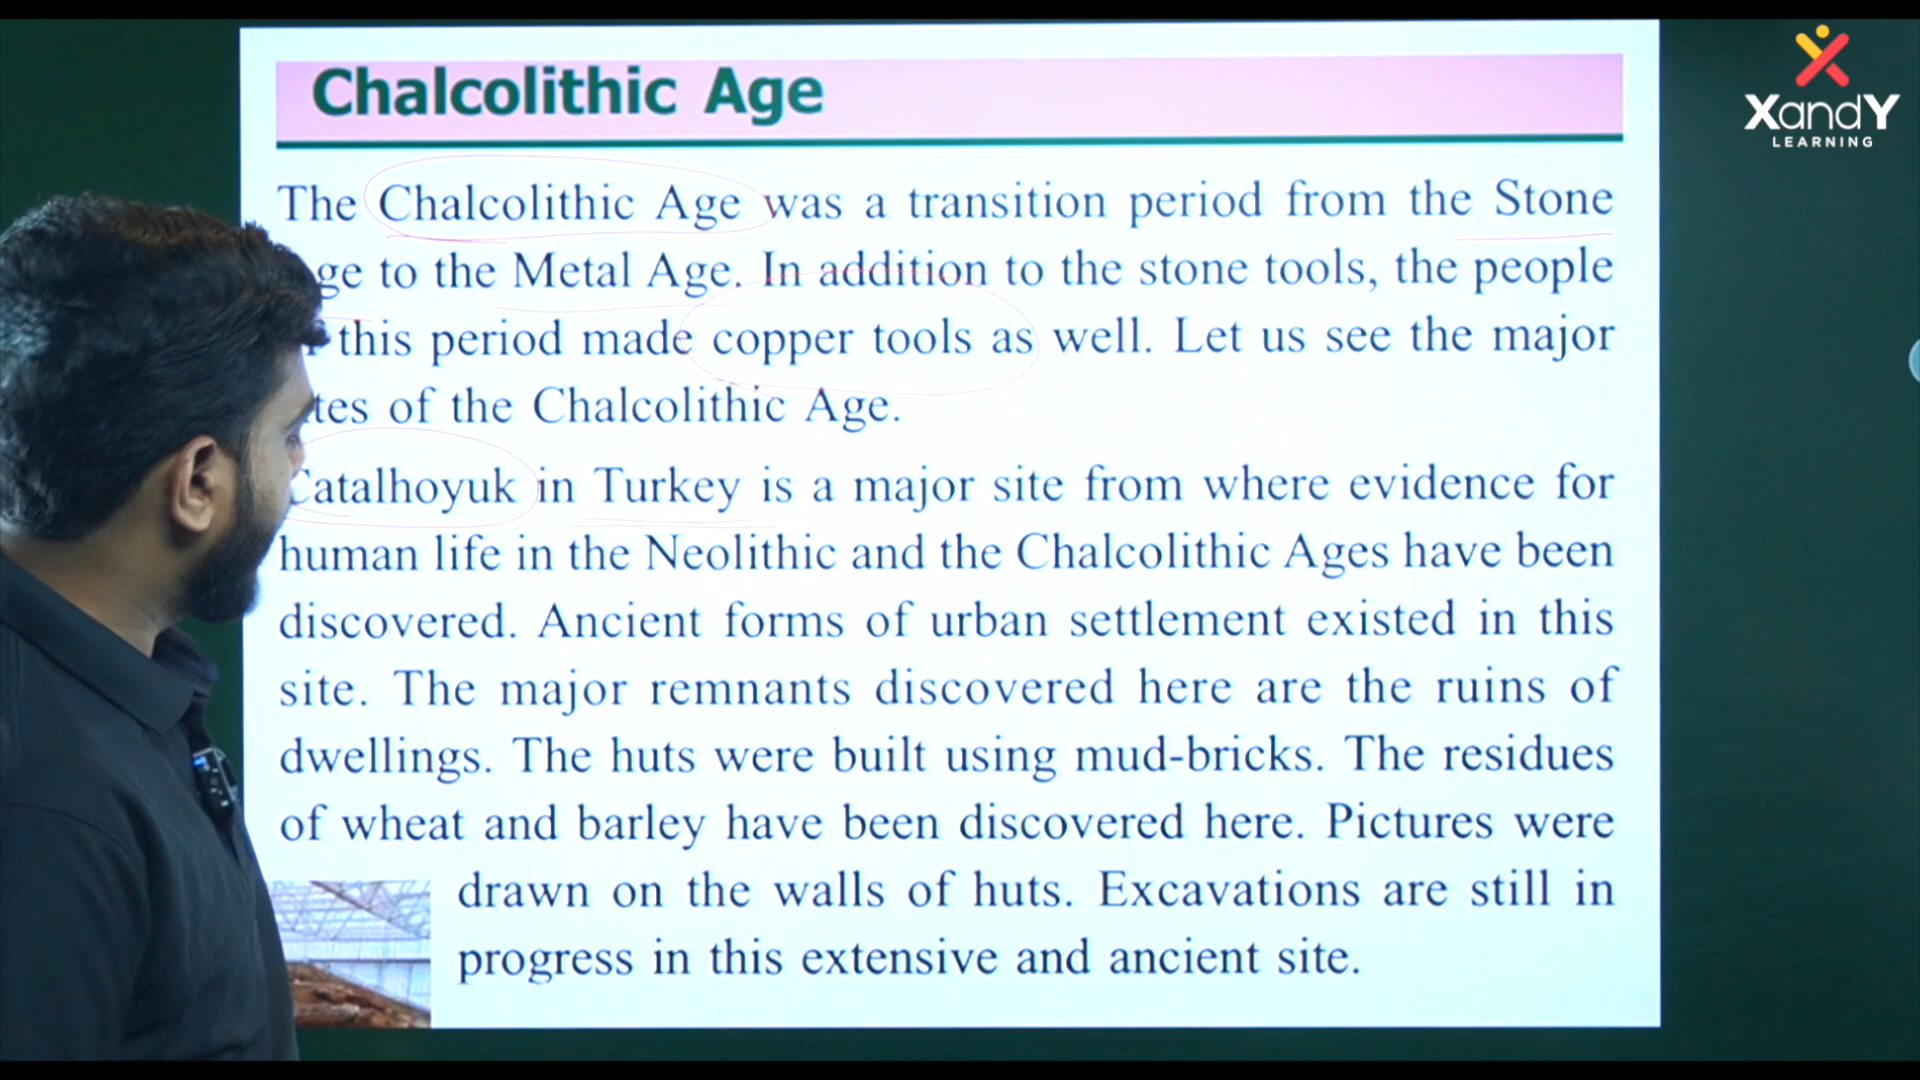 Chalcolithic Age
XandY
LEARNING
The Chalcolithic Age was a transition period from the Stone
ge to the Metal Age. In addition to the stone tools, the people
this period made copper tools as well. Let us see the major
tes of the Chalcolithic Age.
Catalhoyuk in Turkey is a major site from where evidence for
human life in the Neolithic and the Chalcolithic Ages have been
discovered. Ancient forms of urban settlement existed in this
site. The major remnants discovered here are the ruins of
dwellings. The huts were built using mud-bricks. The residues
of wheat and barley have been discovered here. Pictures were
drawn on the walls of huts. Excavations are still in
progress in this extensive and ancient site.